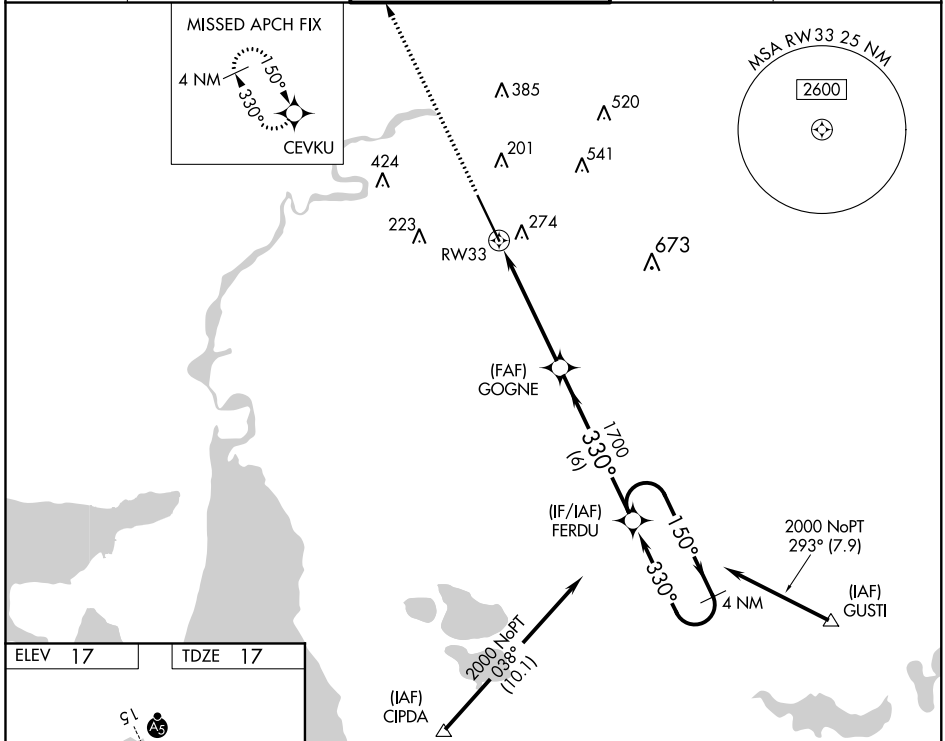 MISSED APCH FIX
4 NM
150°
330°
CEVKU
MSA RW33 25 NM
2600
385
520
201
541
424
223
274
RW33
673
(FAF)
GOGNE
1700
330°
(6)
(IF/IAF)
FERDU
150°
330°
4 NM
2000 NoPT
293° (7.9)
(IAF)
GUSTI
2000 NoPT
038°
(10.1)
(IAF)
CIPDA
ELEV 17
TDZE 17
15
A5